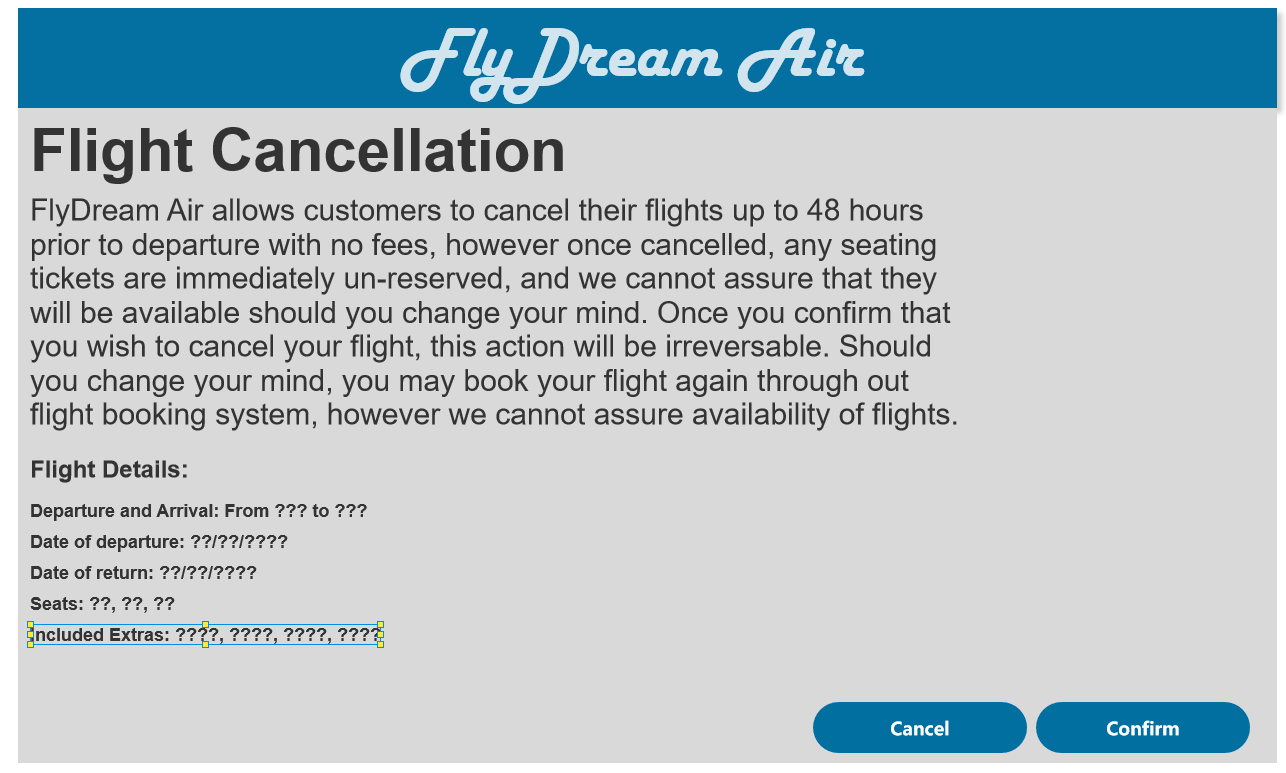 FlyDream Air
Flight Cancellation
FlyDream Air allows customers to cancel their flights up to 48 hours
prior to departure with no fees, however once cancelled, any seating
tickets are immediately un-reserved, and we cannot assure that they
will be available should you change your mind. Once you confirm that
you wish to cancel your flight, this action will be irreversable. Should
you change your mind, you may book your flight again through out
flight booking system, however we cannot assure availability of flights.
Flight Details:
Departure and Arrival: From ??? to ???
Date of departure: ??/??/????
Date of return: ??/??/????
Seats: ??, ??, ??
Included Extras: ????, ????, ????, ????
Cancel Confirm